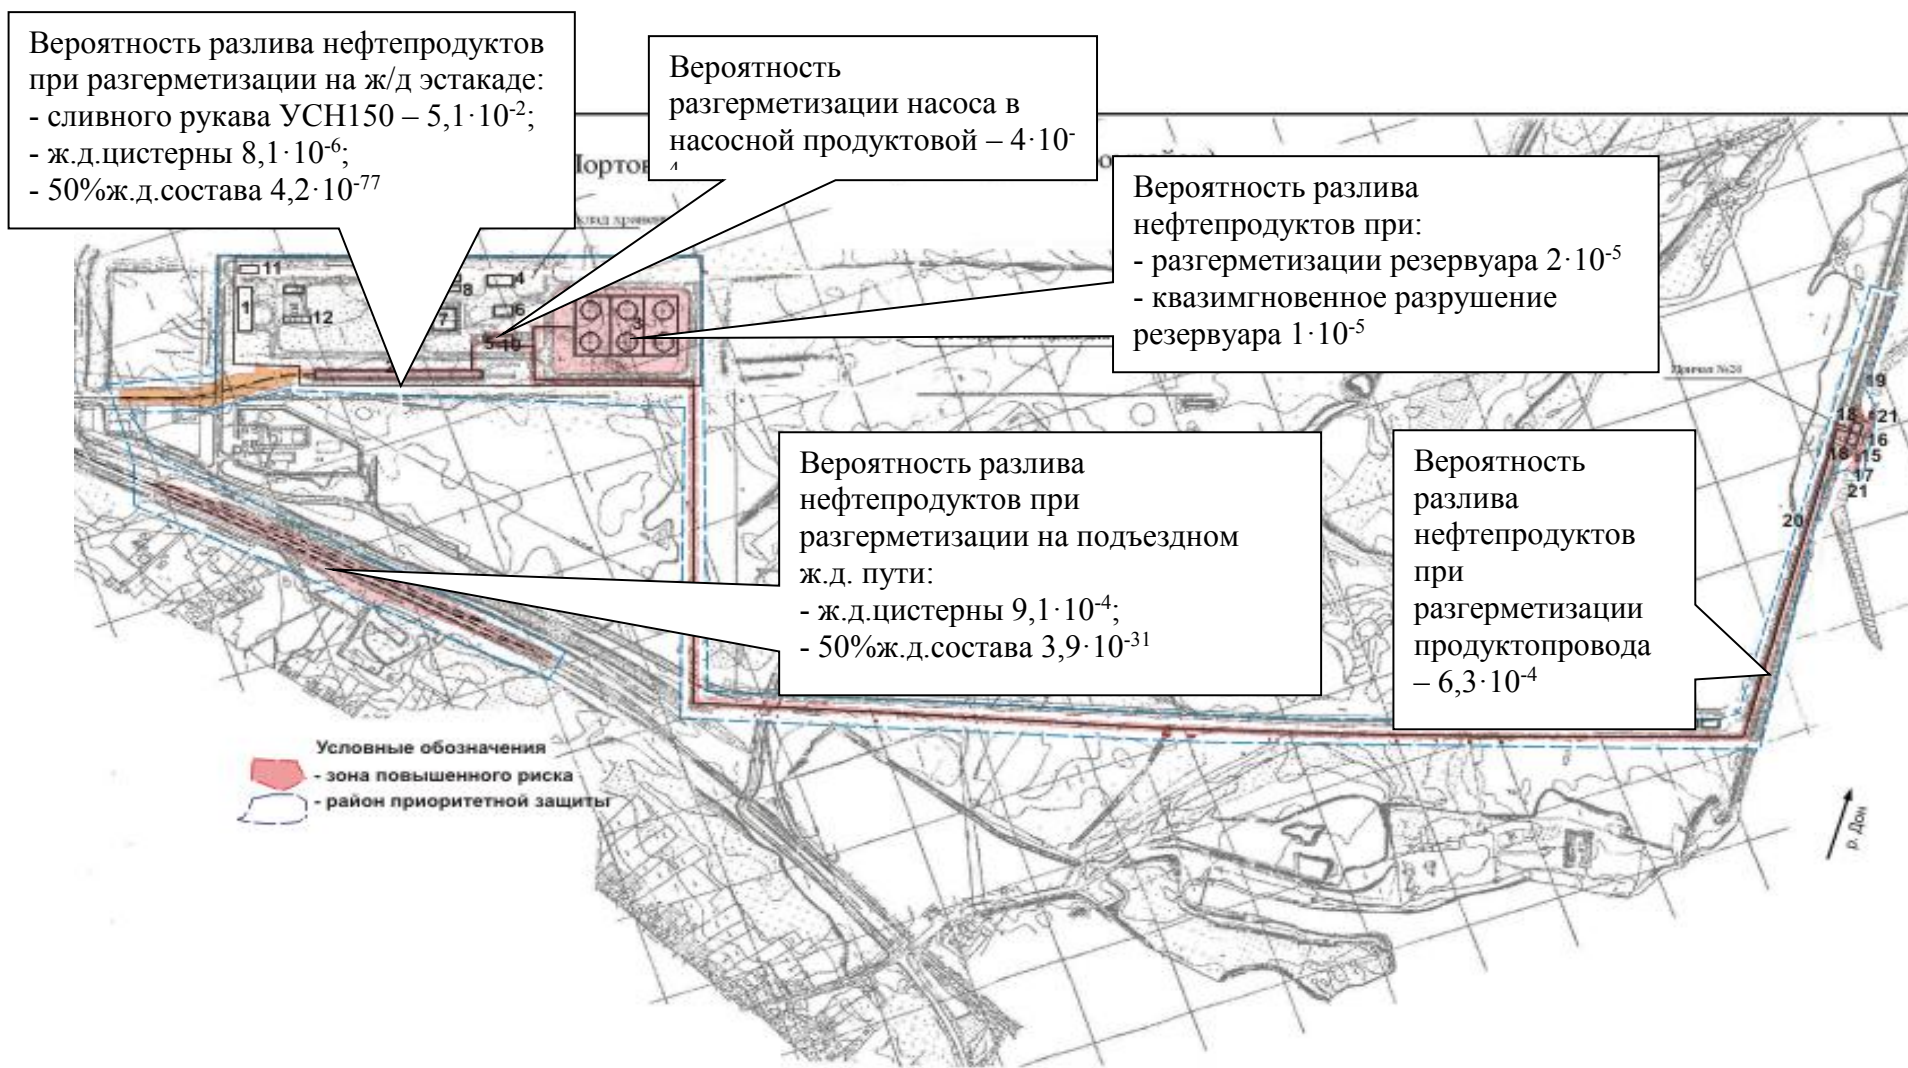 Вероятность разлива нефтепродуктов
при разгерметизации на ж/д эстакаде:
- сливного рукава УСН150 – 5,1·10⁻²;
- ж.д.цистерны 8,1·10⁻⁶;
- 50%ж.д.состава 4,2·10⁻⁷⁷
Вероятность
разгерметизации насоса в
насосной продуктовой – 4·10⁻
Вероятность разлива
нефтепродуктов при:
- разгерметизации резервуара 2·10⁻⁵
- квазимгновенное разрушение
резервуара 1·10⁻⁵
11
4
8
1
12
7
6
3
5
10
Причал №20
19
18
21
16
18
15
17
21
20
Вероятность разлива
нефтепродуктов при
разгерметизации на подъездном
ж.д. пути:
- ж.д.цистерны 9,1·10⁻⁴;
- 50%ж.д.состава 3,9·10⁻³¹
Вероятность
разлива
нефтепродуктов
при
разгерметизации
продуктопровода
– 6,3·10⁻⁴
Условные обозначения
- зона повышенного риска
- район приоритетной защиты
р. Дон